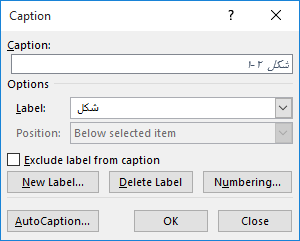 Caption
? ×
Caption:
شکل ۲-۱
Options
Label: شکل
Position: Below selected item
Exclude label from caption
New Label... Delete Label Numbering...
AutoCaption... OK Close